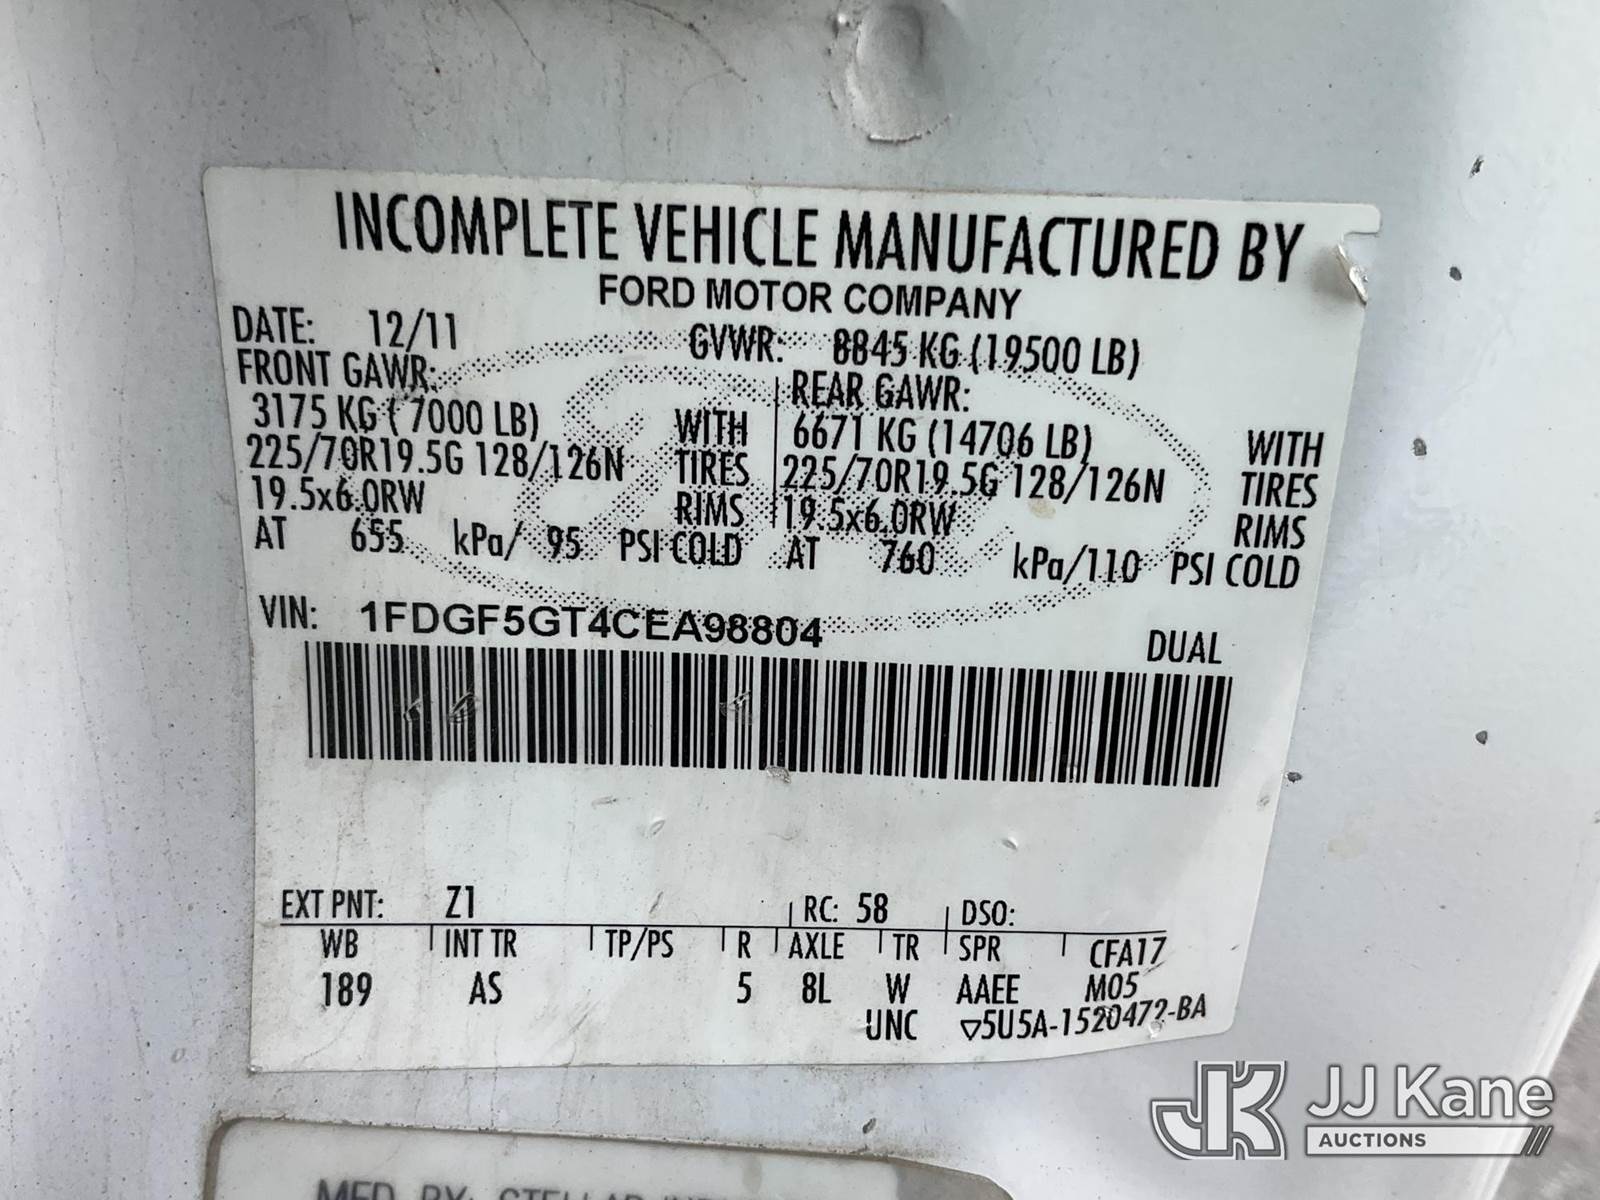 INCOMPLETE VEHICLE MANUFACTURED BY
FORD MOTOR COMPANY
DATE: 12/11 GVWR: 8845 KG (19500 LB)
FRONT GAWR: REAR GAWR:
3175 KG ( 7000 LB) WITH 6671 KG (14706 LB) WITH
225/70R19.5G 128/126N TIRES 225/70R19.5G 128/126N TIRES
19.5x6.0RW RIMS 19.5x6.0RW RIMS
AT 655 kPa/ 95 PSI COLD AT 760 kPa/110 PSI COLD
VIN: 1FDGF5GT4CEA98804 DUAL
EXT PNT: Z1 RC: 58 DSO:
WB INT TR TP/PS R AXLE TR SPR CFA17
189 AS 5 8L W AAEE M05
UNC ▽5U5A-1520472-BA
JK JJ Kane
AUCTIONS
MFD BY: